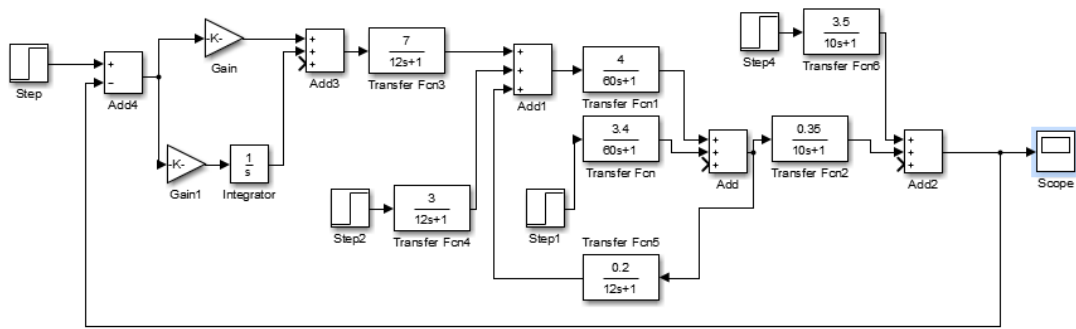 Step
+
−
Add4
-K-
Gain
-K-
Gain1
1
s
Integrator
+
+
Add3
7
12s+1
Transfer Fcn3
Step2
3
12s+1
Transfer Fcn4
+
+
+
Add1
4
60s+1
Transfer Fcn1
3.4
60s+1
Transfer Fcn
Step1
Transfer Fcn5
0.2
12s+1
+
+
Add
0.35
10s+1
Transfer Fcn2
Step4
3.5
10s+1
Transfer Fcn6
+
+
Add2
Scope